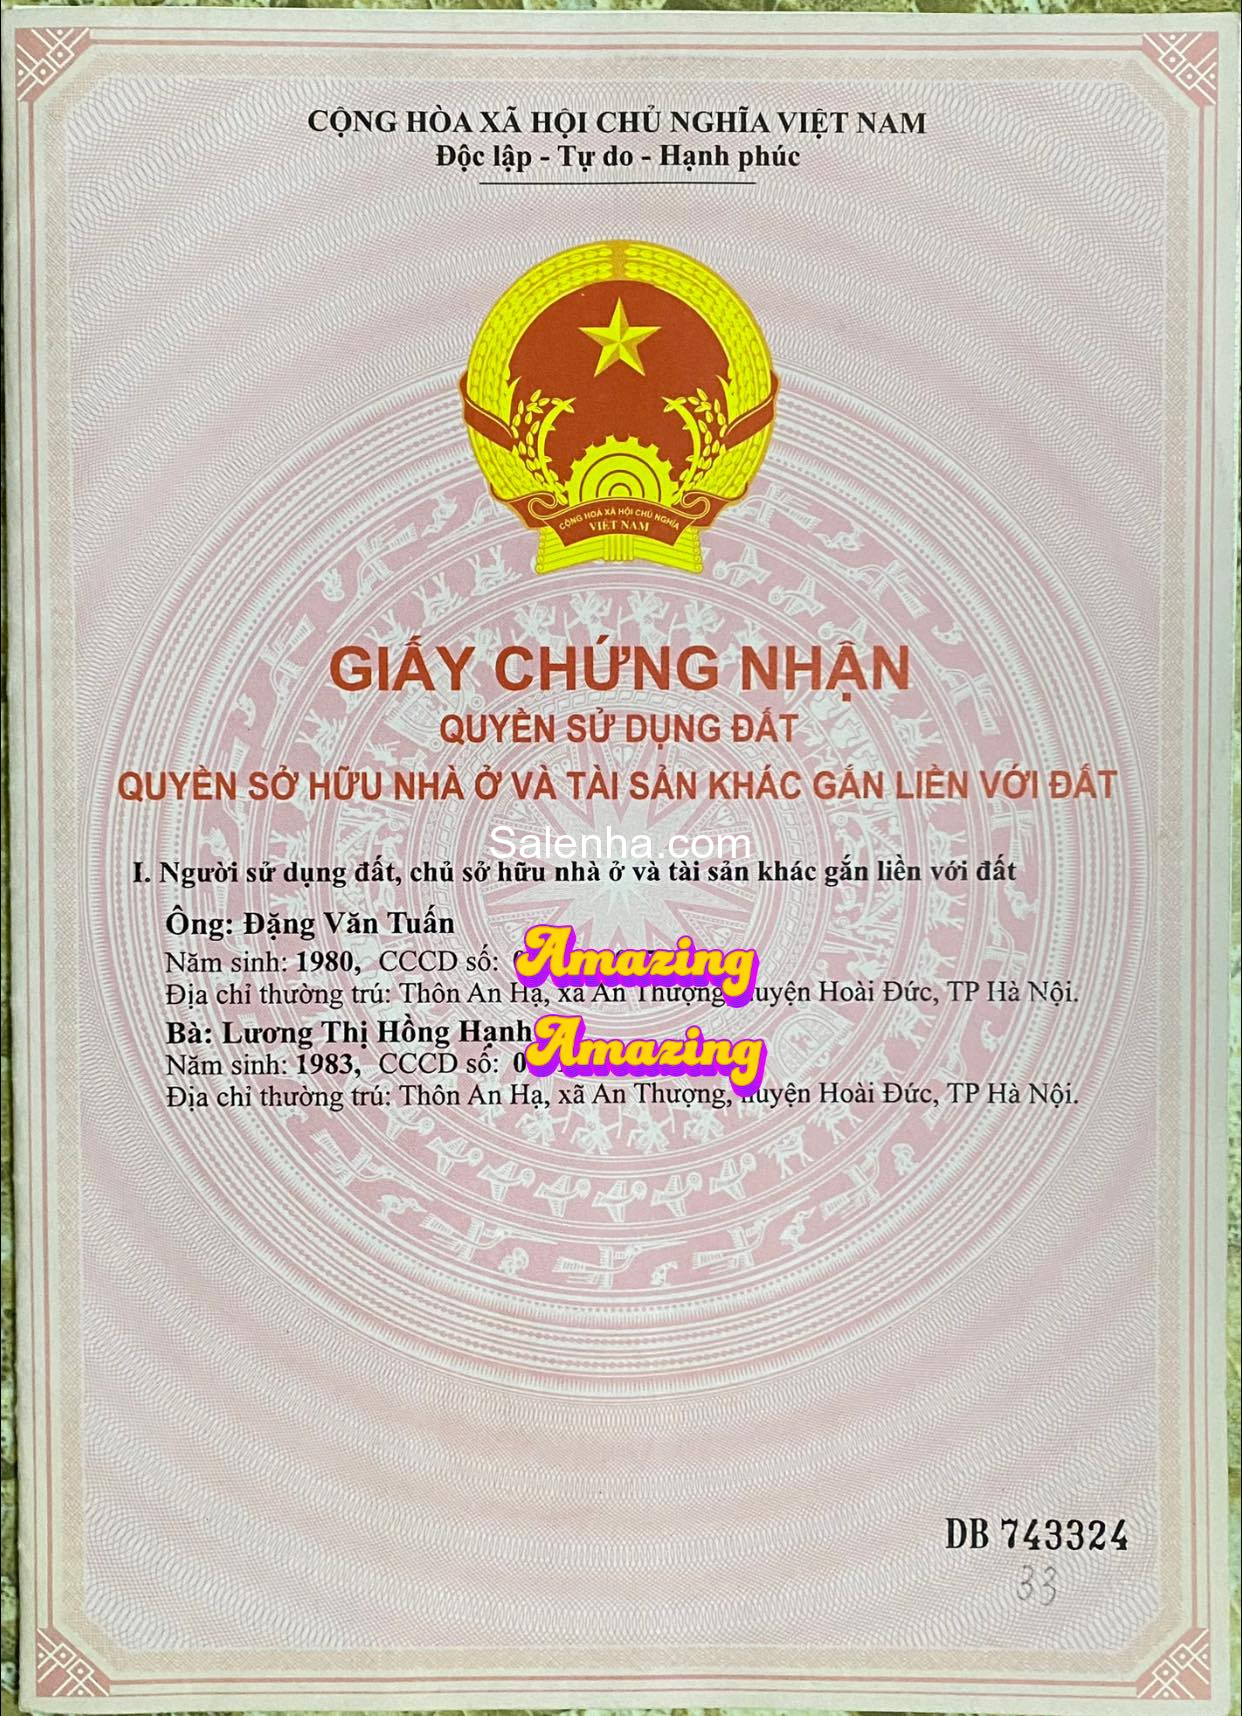 CỘNG HÒA XÃ HỘI CHỦ NGHĨA VIỆT NAM
Độc lập - Tự do - Hạnh phúc
CỘNG HOÀ XÃ HỘI CHỦ NGHĨA
VIỆT NAM
GIẤY CHỨNG NHẬN
QUYỀN SỬ DỤNG ĐẤT
QUYỀN SỞ HỮU NHÀ Ở VÀ TÀI SẢN KHÁC GẮN LIỀN VỚI ĐẤT
Salenha.com
I. Người sử dụng đất, chủ sở hữu nhà ở và tài sản khác gắn liền với đất
Ông: Đặng Văn Tuấn
Năm sinh: 1980, CCCD số: Amazing
Địa chỉ thường trú: Thôn An Hạ, xã An Thượng, huyện Hoài Đức, TP Hà Nội.
Bà: Lương Thị Hồng Hạnh
Năm sinh: 1983, CCCD số: 0 Amazing
Địa chỉ thường trú: Thôn An Hạ, xã An Thượng, huyện Hoài Đức, TP Hà Nội.
DB 743324
33